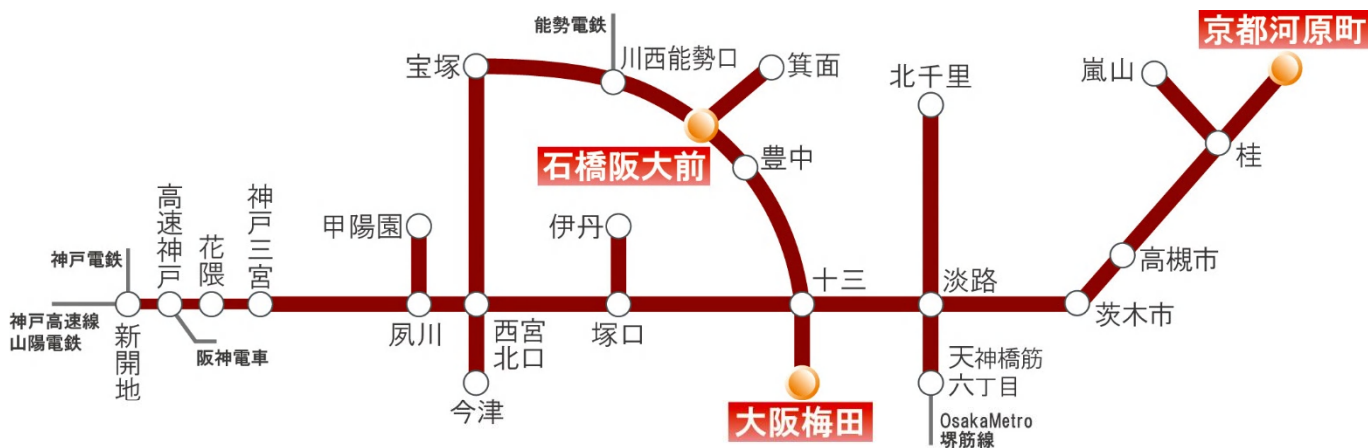 能勢電鉄
京都河原町
宝塚
川西能勢口
箕面
嵐山
北千里
石橋阪大前
豊中
桂
高速神戸
花隈
神戸三宮
甲陽園
伊丹
神戸電鉄
高槻市
十三
淡路
神戸高速線
山陽電鉄
新開地
阪神電車
夙川
西宮
北口
塚口
茨木市
今津
大阪梅田
天神橋筋
六丁目
OsakaMetro
堺筋線